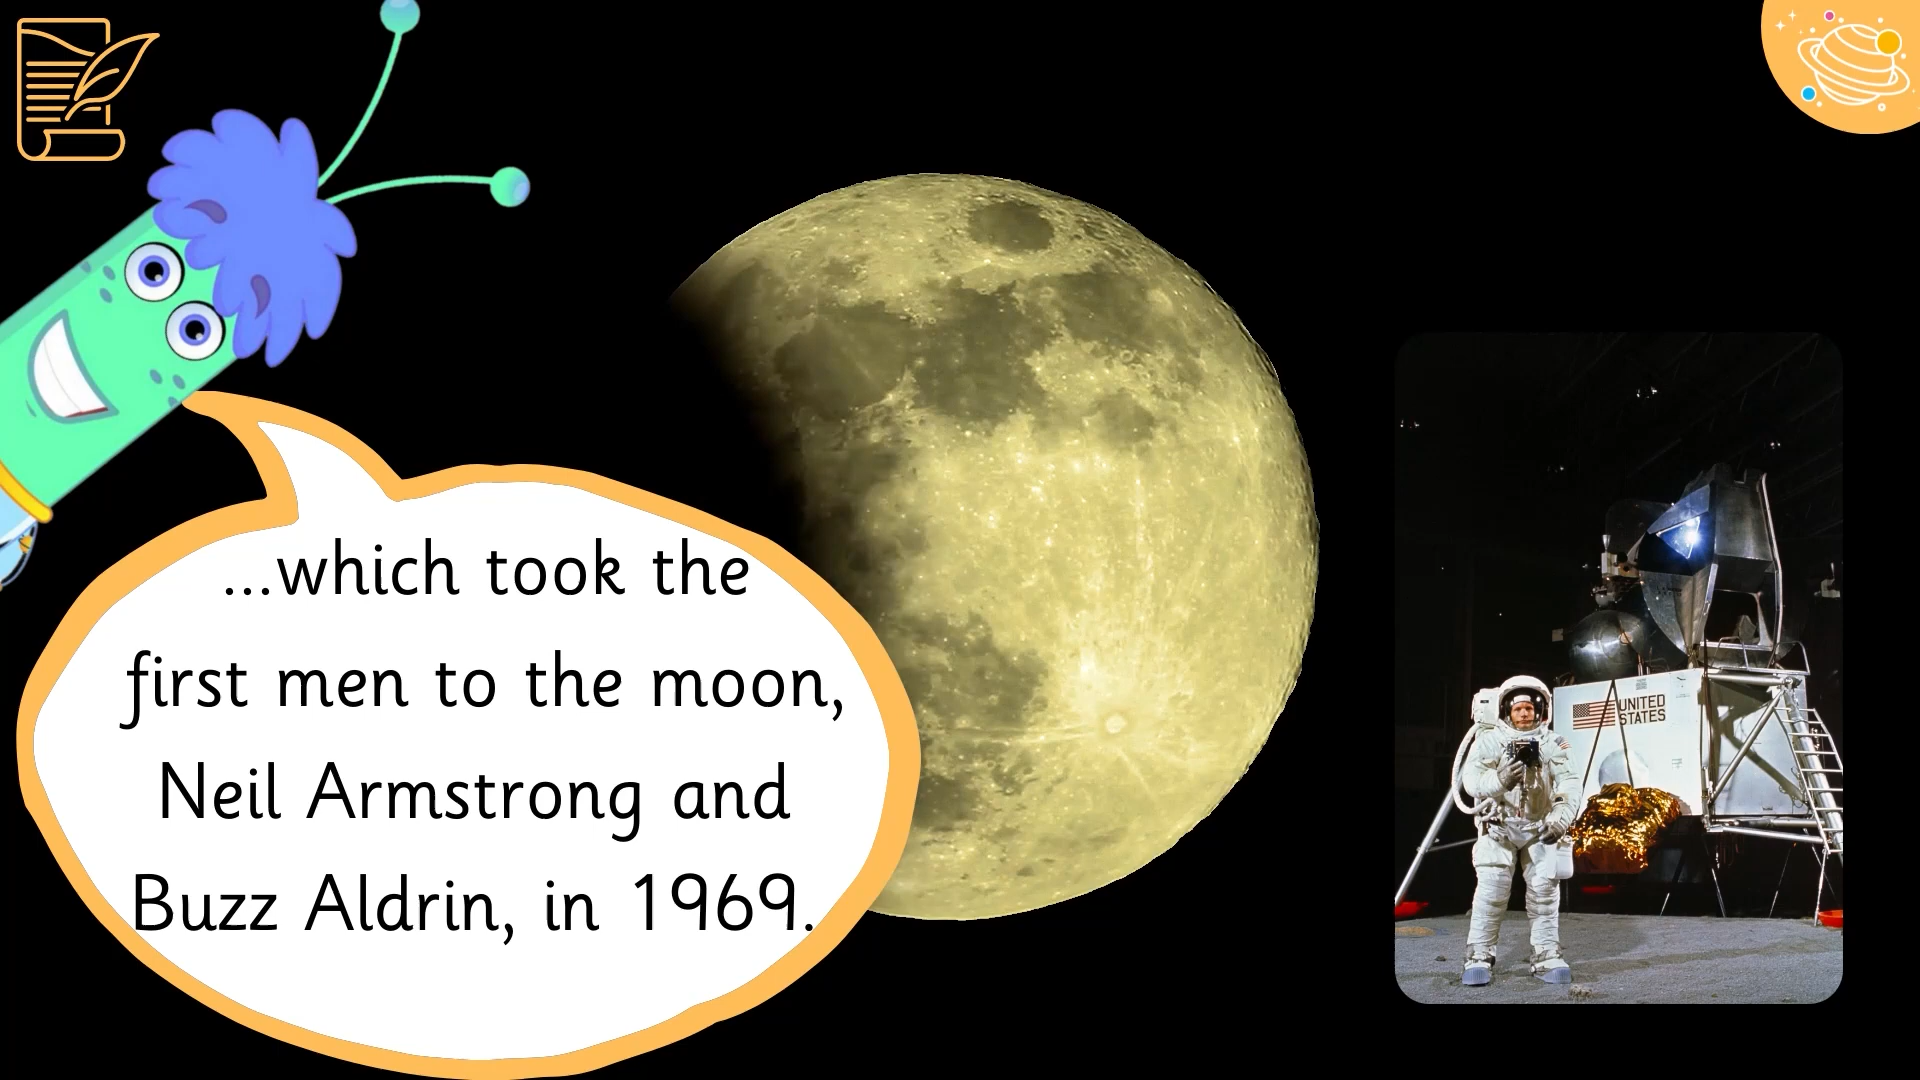 ...which took the
first men to the moon,
Neil Armstrong and
Buzz Aldrin, in 1969.
UNITED
STATES